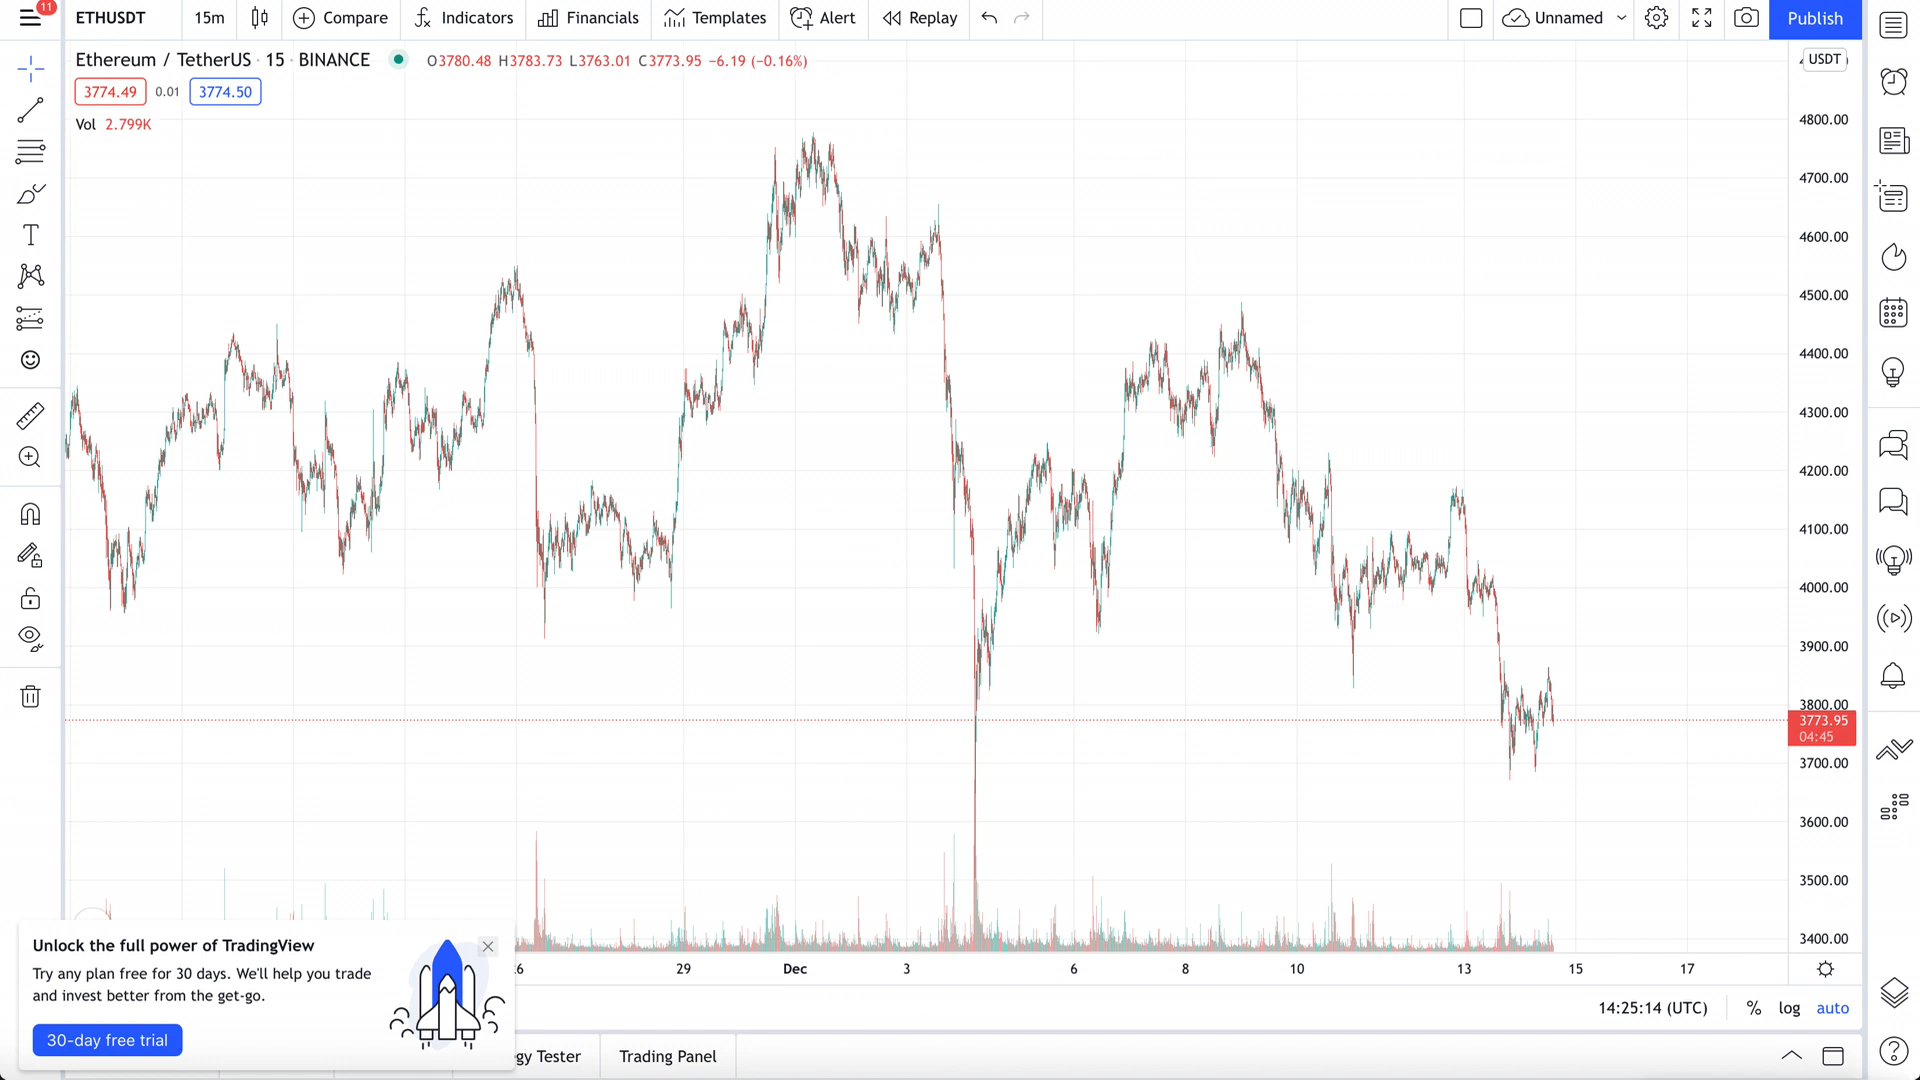 11
ETHUSDT
15m
Compare
Indicators
Financials
Templates
Alert
Replay
Unnamed
Publish
Ethereum / TetherUS · 15 · BINANCE
O3780.48 H3783.73 L3763.01 C3773.95 −6.19 (−0.16%)
USDT
3774.49 0.01 3774.50
Vol 2.799K
4800.00
4700.00
4600.00
4500.00
4400.00
4300.00
4200.00
4100.00
4000.00
3900.00
3800.00
3773.95
04:45
3700.00
3600.00
3500.00
3400.00
29 Dec 3 6 8 10 13 15 17
Unlock the full power of TradingView
Try any plan free for 30 days. We'll help you trade
and invest better from the get-go.
30-day free trial
14:25:14 (UTC) % log auto
Tester
Trading Panel